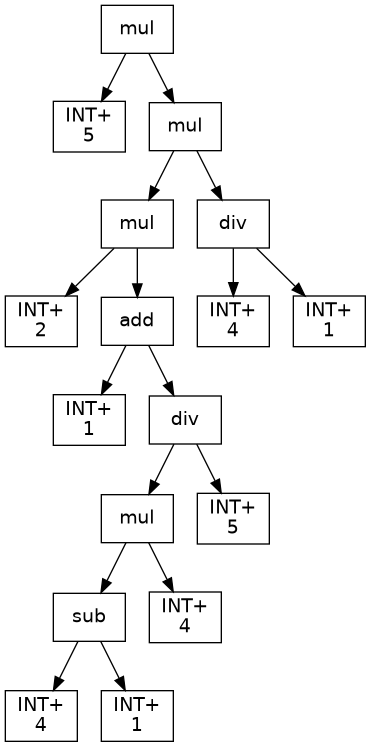 mul
INT+
5
mul
mul
div
INT+
2
add
INT+
4
INT+
1
INT+
1
div
mul
INT+
5
sub
INT+
4
INT+
4
INT+
1